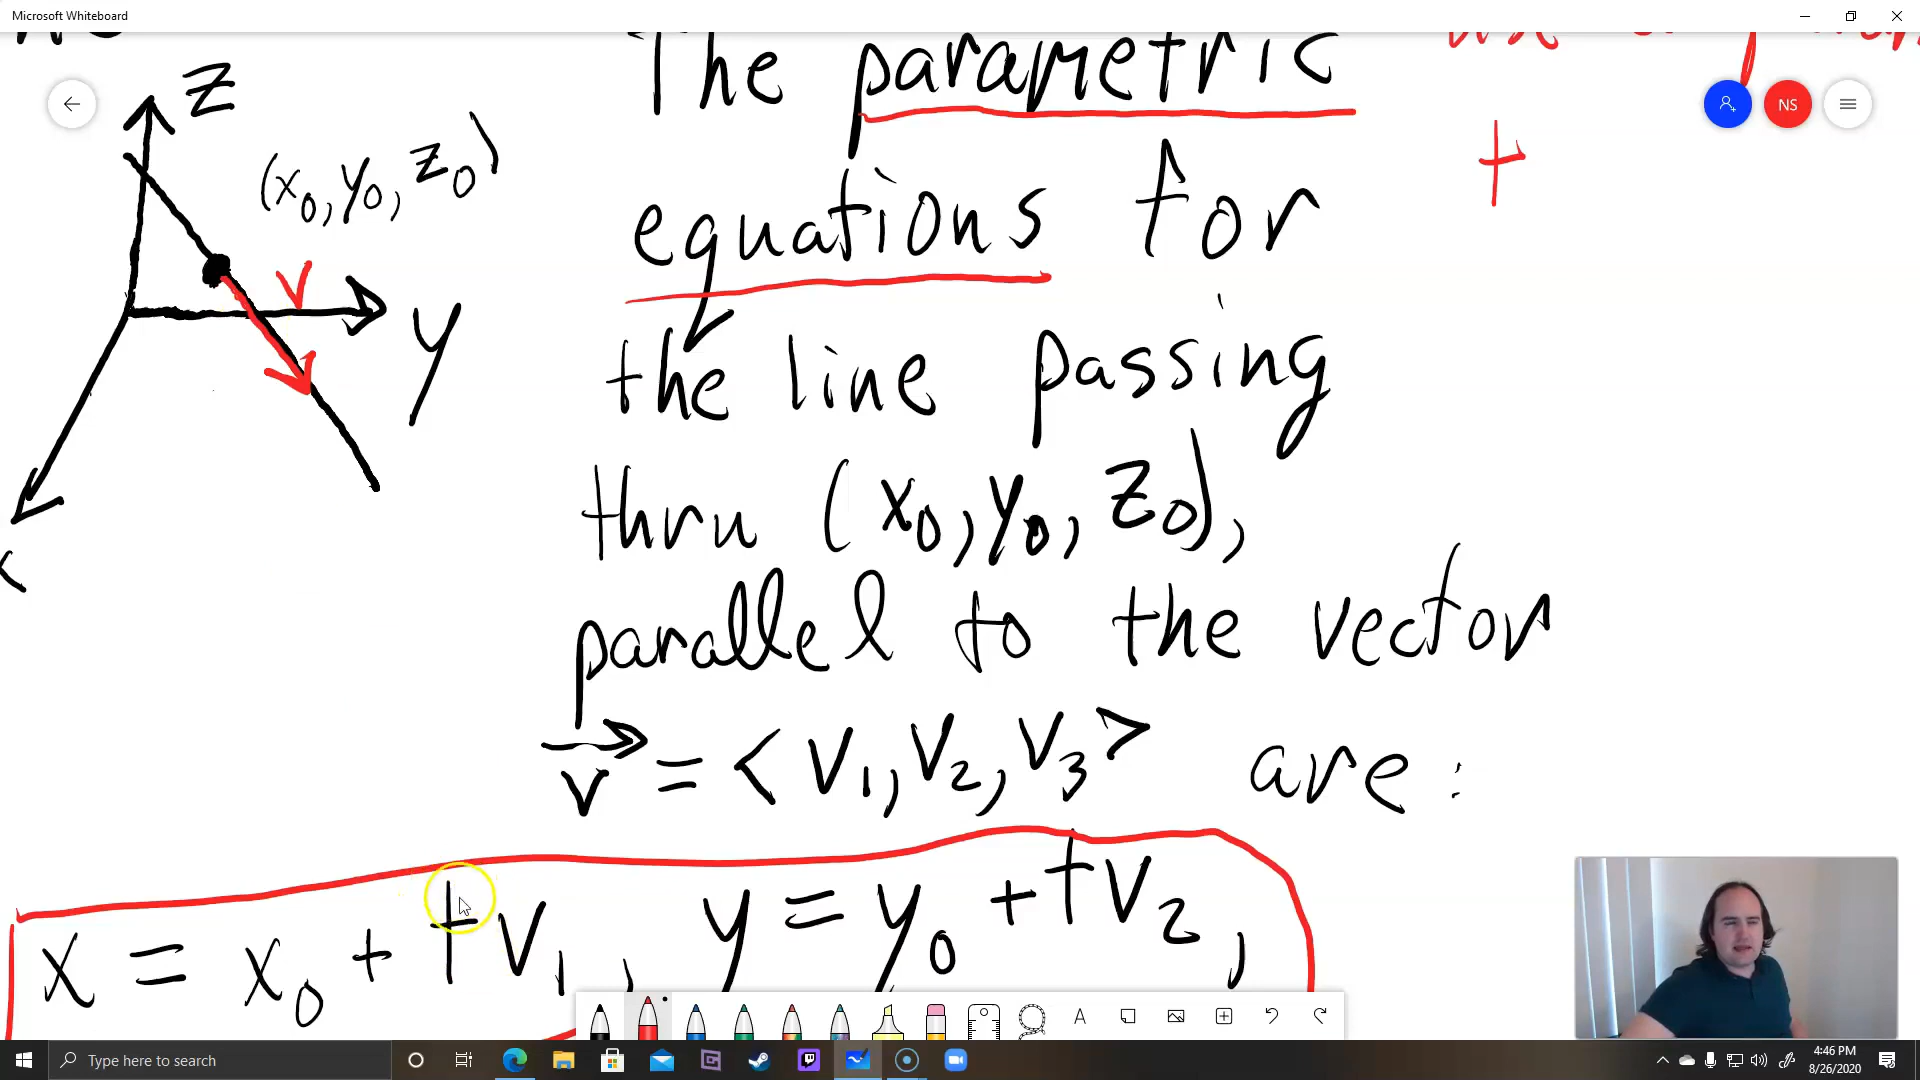 Microsoft Whiteboard
The parametric
equations for
the line passing
thru (x₀, y₀, z₀),
parallel to the vector
v = <v₁, v₂, v₃> are:
x = x₀ + tv₁, y = y₀ + tv₂,
z
(x₀, y₀, z₀)
v
y
t
NS
A
Type here to search
4:46 PM
8/26/2020